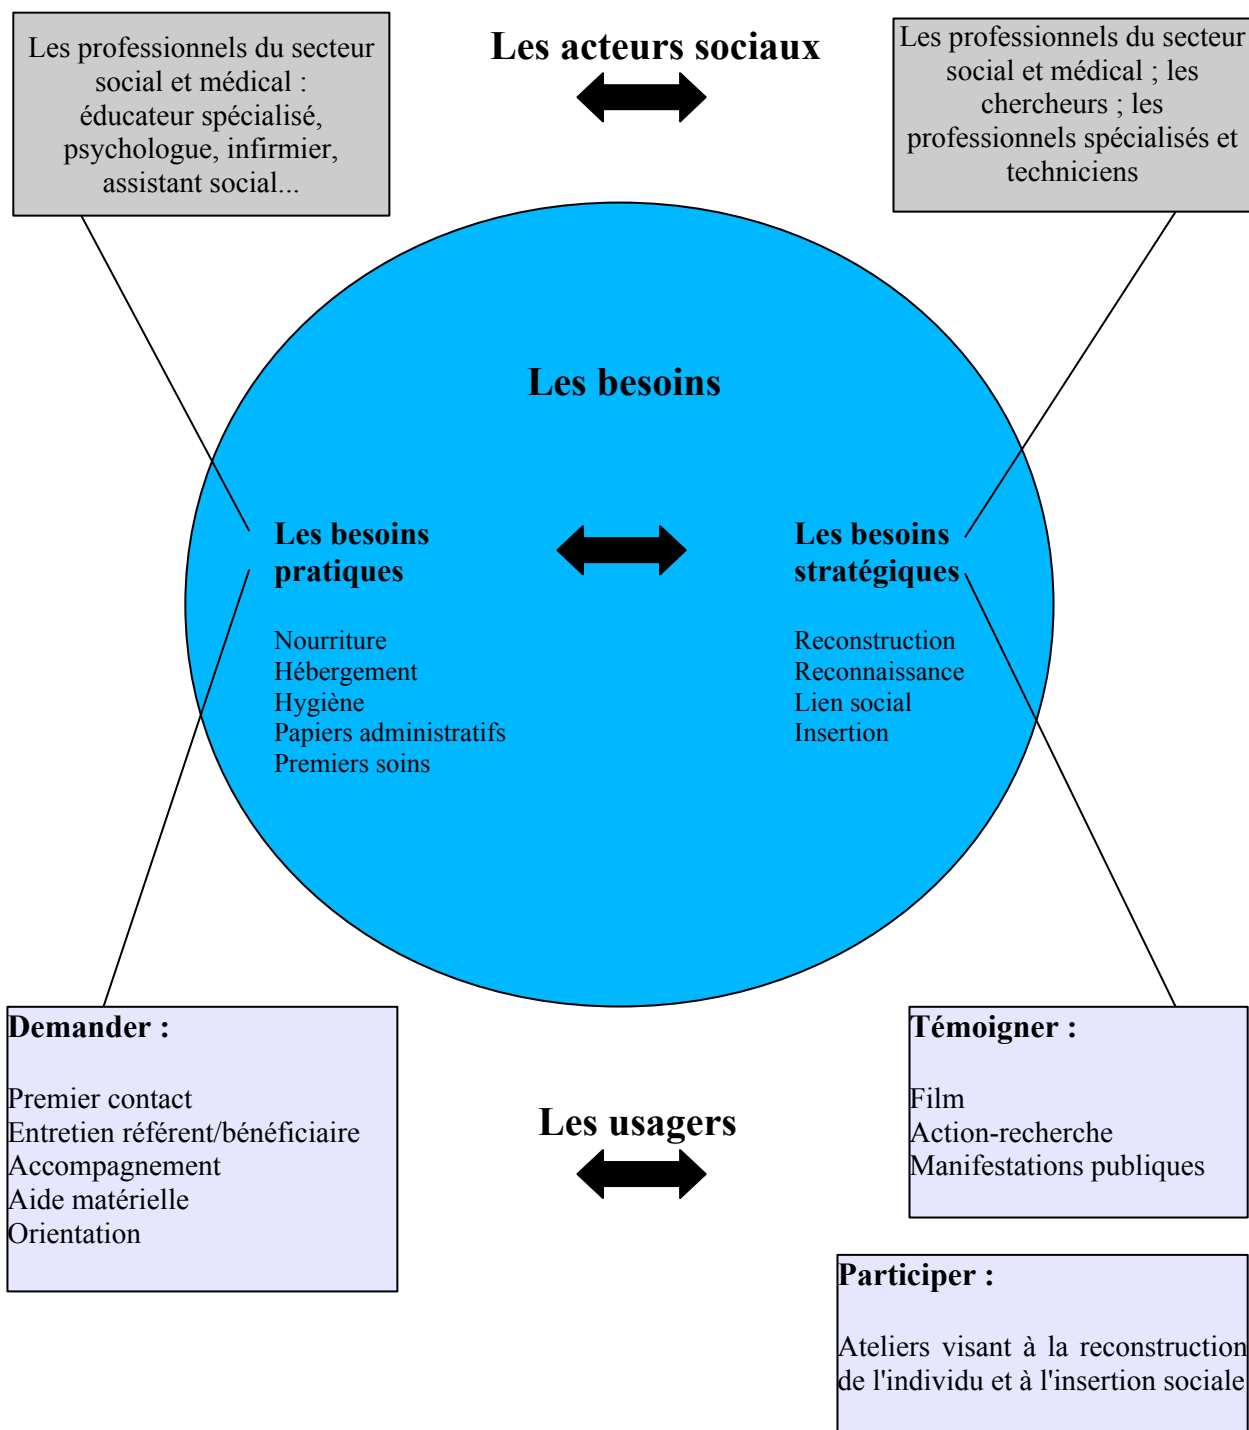 Les professionnels du secteur
social et médical :
éducateur spécialisé,
psychologue, infirmier,
assistant social...
Les acteurs sociaux
Les professionnels du secteur
social et médical ; les
chercheurs ; les
professionnels spécialisés et
techniciens
Les besoins
Les besoins
pratiques
Nourriture
Hébergement
Hygiène
Papiers administratifs
Premiers soins
Les besoins
stratégiques
Reconstruction
Reconnaissance
Lien social
Insertion
Demander :
Premier contact
Entretien référent/bénéficiaire
Accompagnement
Aide matérielle
Orientation
Les usagers
Témoigner :
Film
Action-recherche
Manifestations publiques
Participer :
Ateliers visant à la reconstruction
de l'individu et à l'insertion sociale